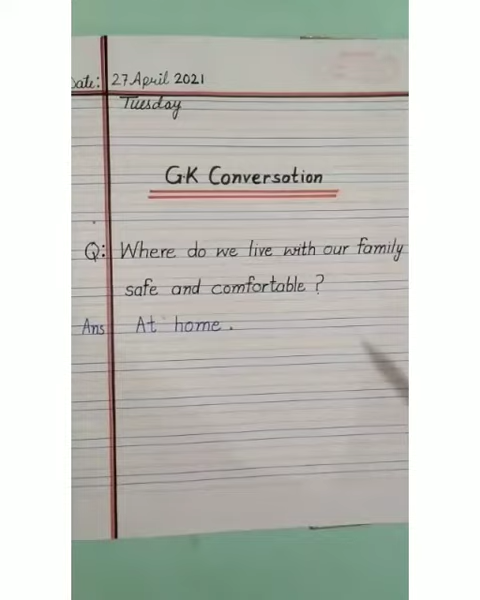 Date: 27 April 2021
Tuesday
G.K Conversation
Q: Where do we live with our family
safe and comfortable ?
Ans At home .